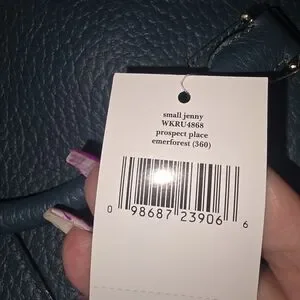 small jenny
WKRU4868
prospect place
emerforest (360)
0 98687 23906 6